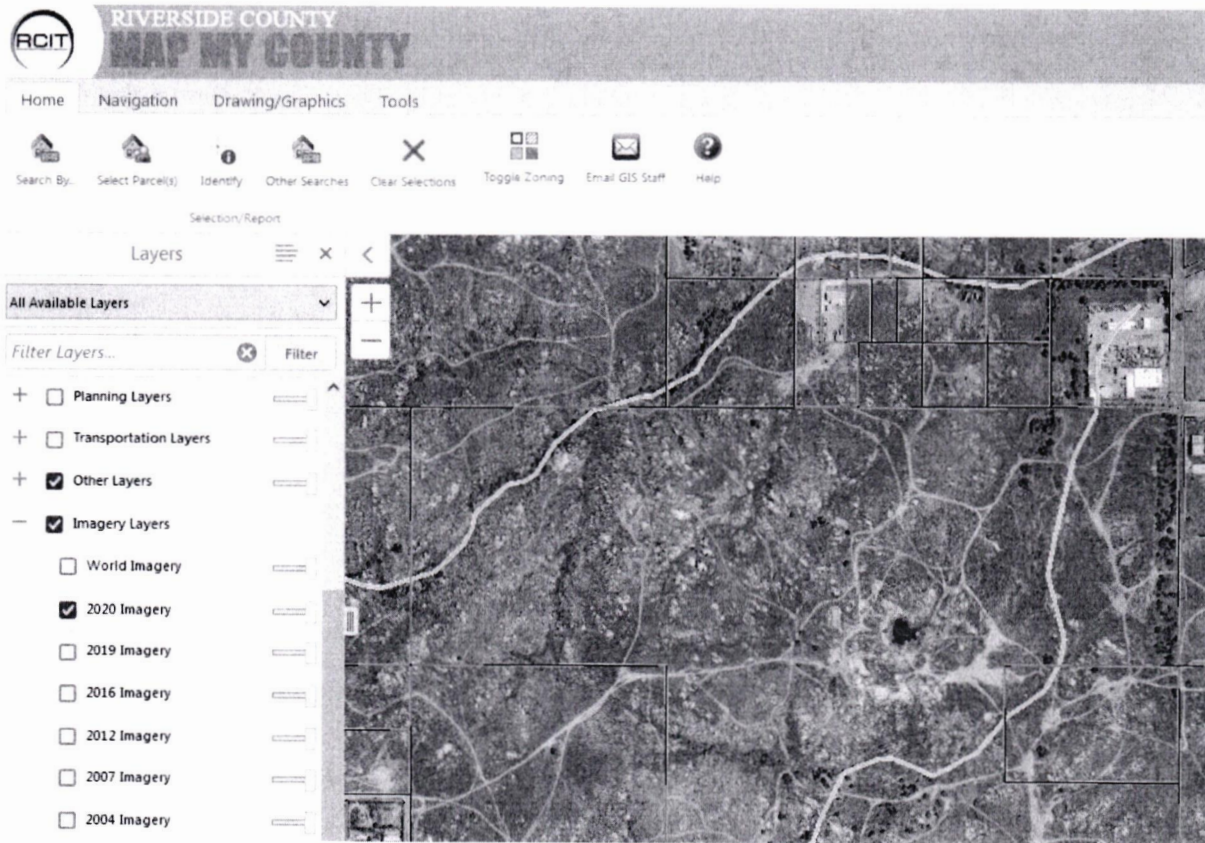 RCIT
RIVERSIDE COUNTY
MAP MY COUNTY
Home Navigation Drawing/Graphics Tools
Search By... Select Parcel(s) Identify Other Searches Clear Selections Toggle Zoning Email GIS Staff Help
Selection/Report
Layers
All Available Layers
Filter Layers... Filter
Planning Layers
Transportation Layers
Other Layers
Imagery Layers
World Imagery
2020 Imagery
2019 Imagery
2016 Imagery
2012 Imagery
2007 Imagery
2004 Imagery